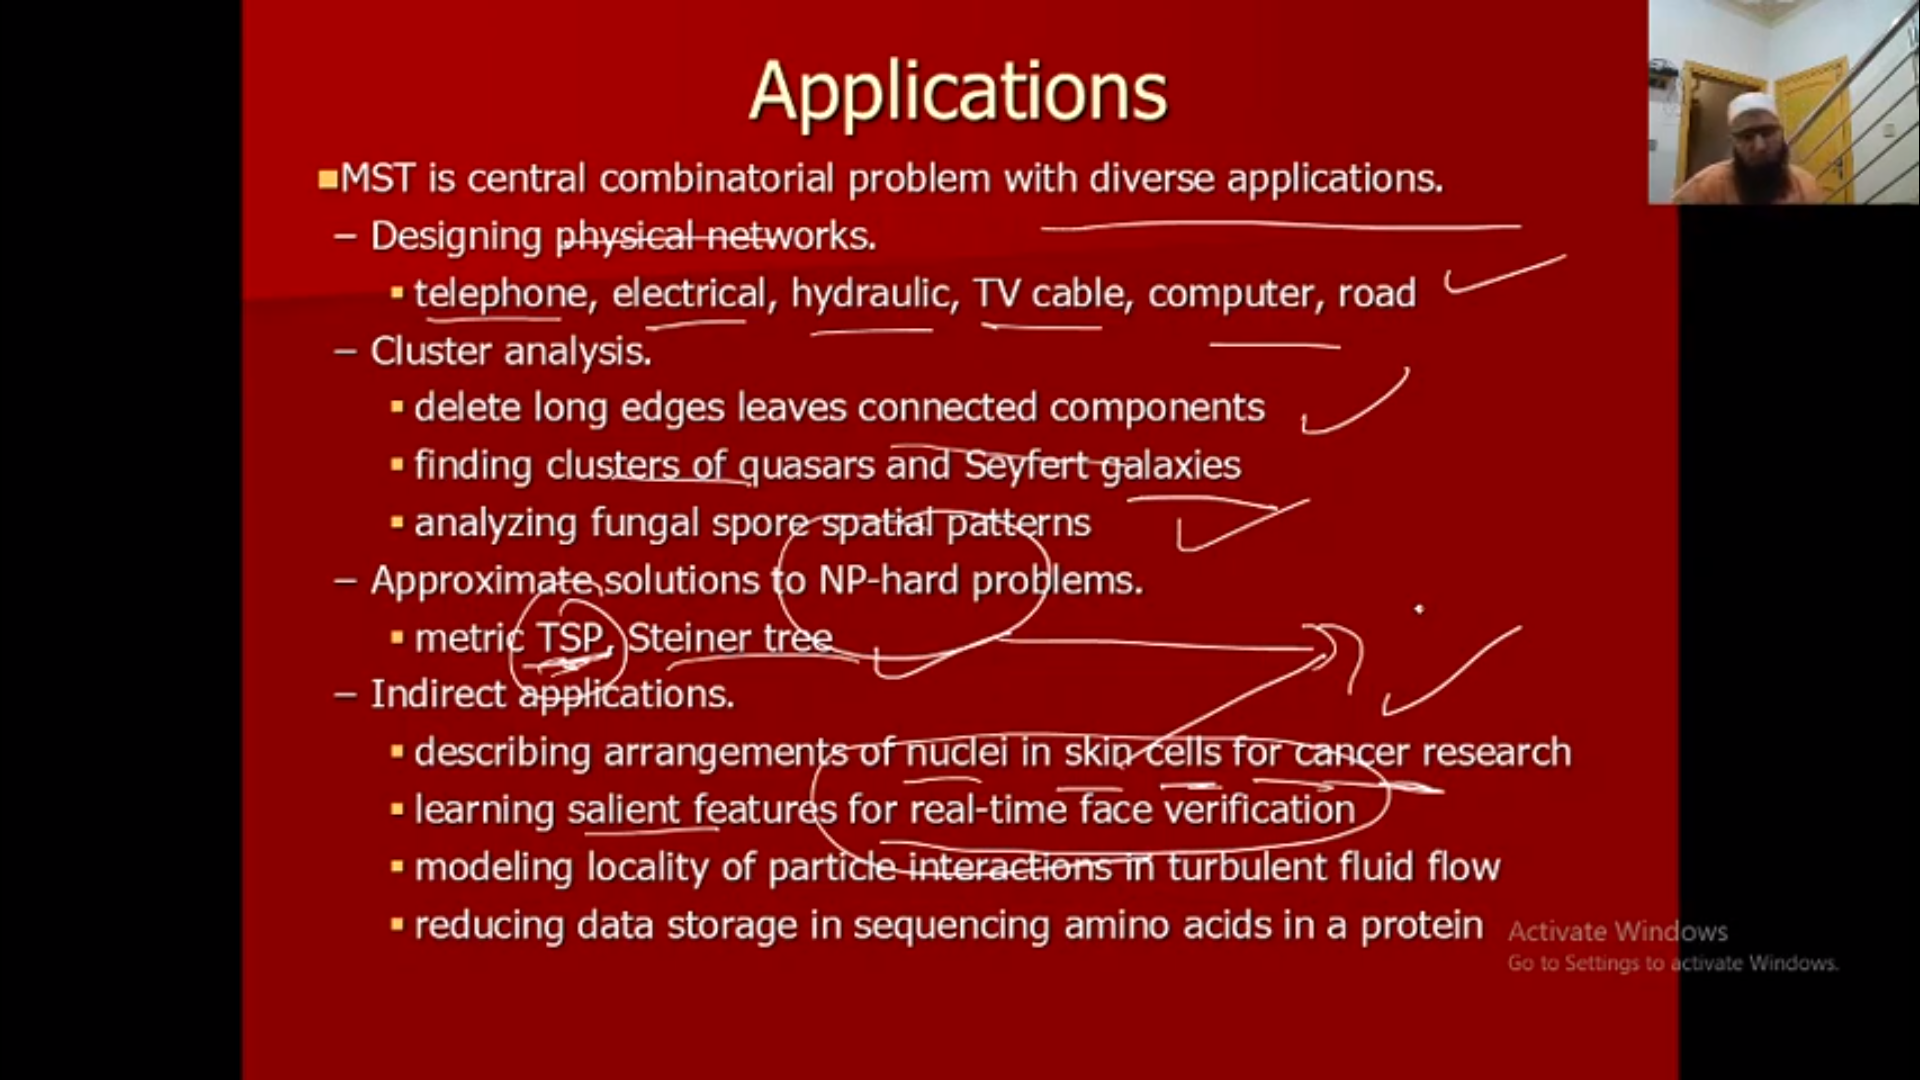 Applications
MST is central combinatorial problem with diverse applications.
– Designing physical networks.
telephone, electrical, hydraulic, TV cable, computer, road
– Cluster analysis.
delete long edges leaves connected components
finding clusters of quasars and Seyfert galaxies
analyzing fungal spore spatial patterns
– Approximate solutions to NP-hard problems.
metric TSP, Steiner tree
– Indirect applications.
describing arrangements of nuclei in skin cells for cancer research
learning salient features for real-time face verification
modeling locality of particle interactions in turbulent fluid flow
reducing data storage in sequencing amino acids in a protein
Activate Windows
Go to Settings to activate Windows.